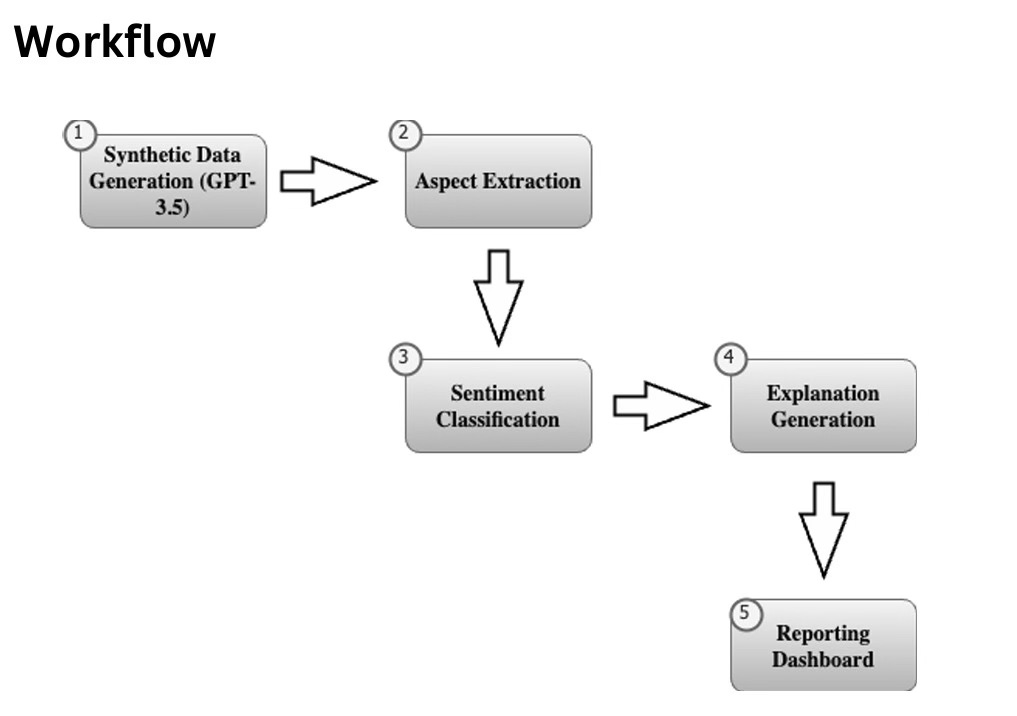 Workflow
1
Synthetic Data
Generation (GPT-
3.5)
2
Aspect Extraction
3
Sentiment
Classification
4
Explanation
Generation
5
Reporting
Dashboard